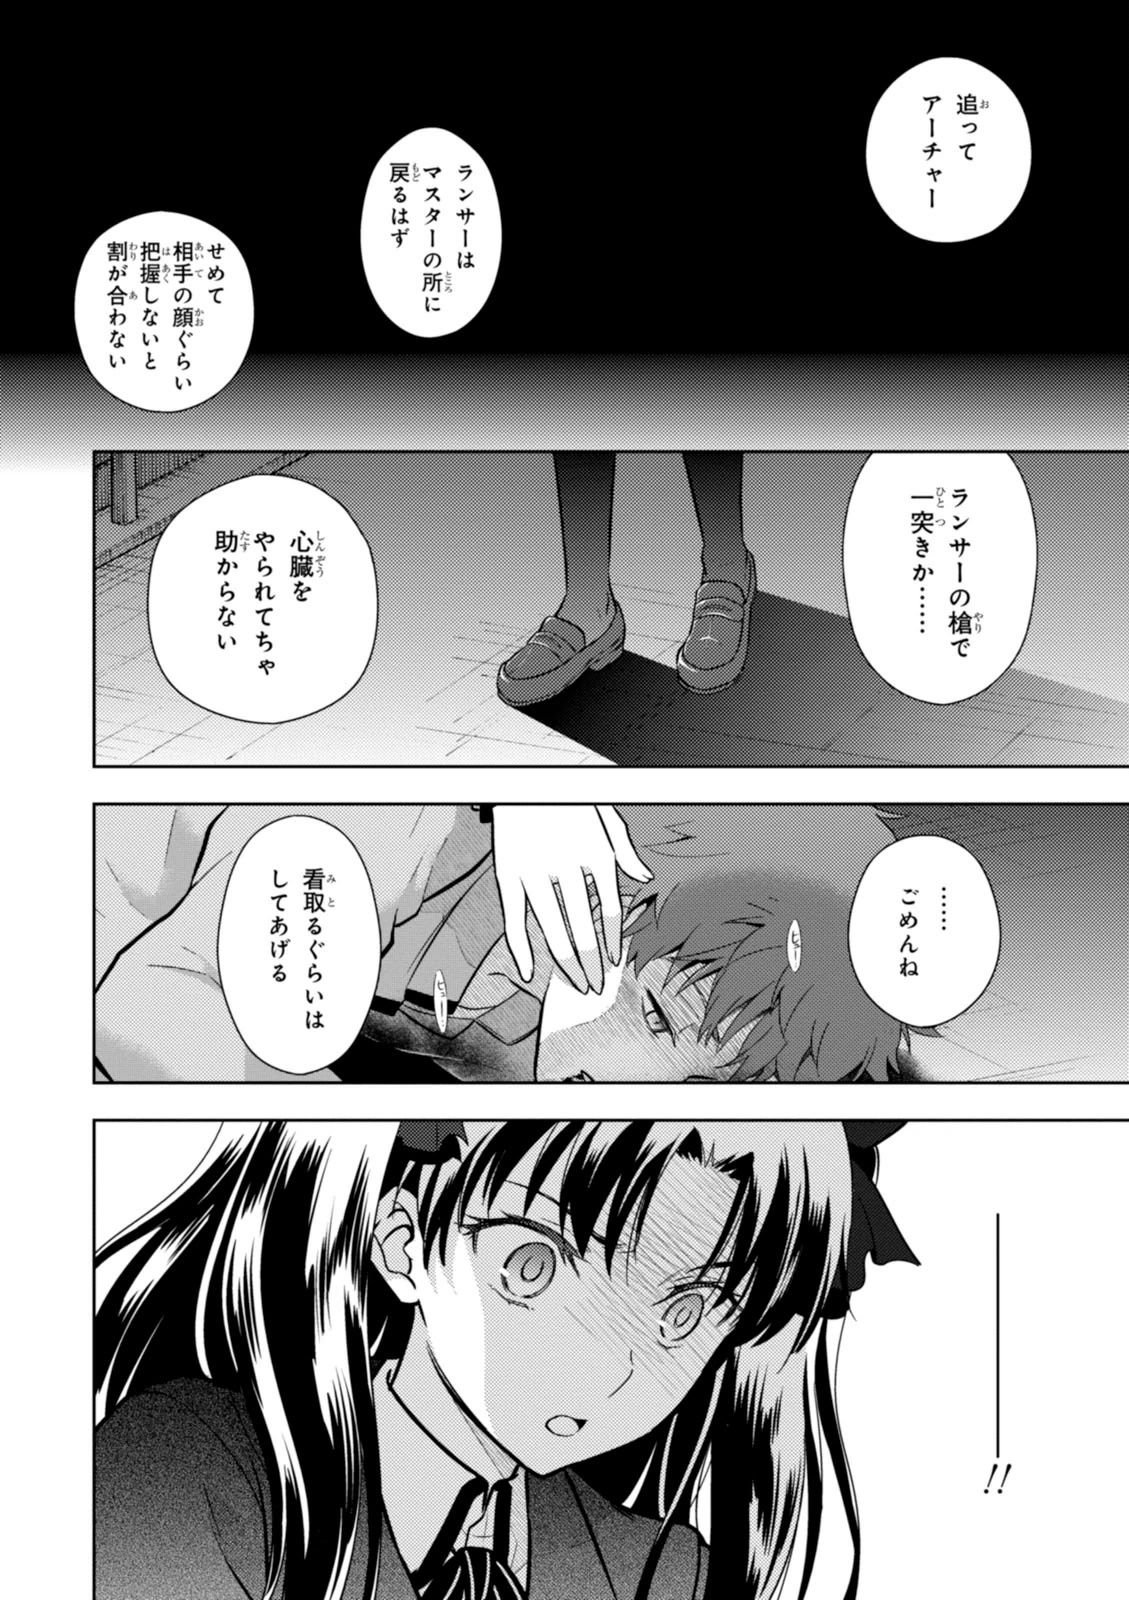 追って
アーチャー
ランサーは
マスターの所に
戻るはず
せめて
相手の顔ぐらい
把握しないと
割が合わない
ランサーの槍で
一突きか……
心臓を
やられてちゃ
助からない
……
ごめんね
ヒュー
ヒュー
看取るぐらいは
してあげる
――!!